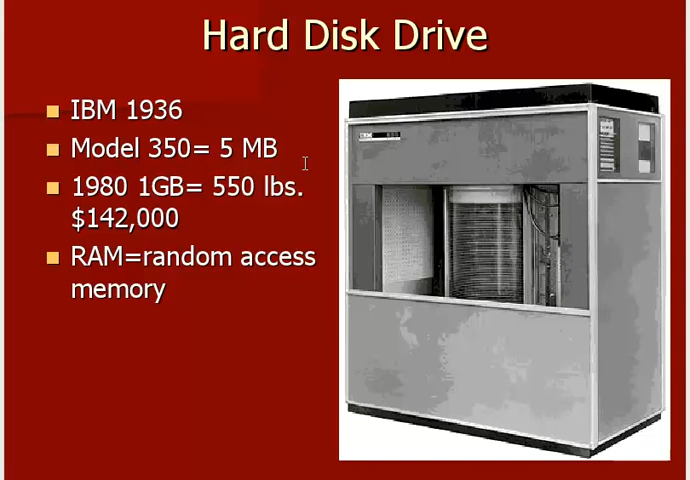 Hard Disk Drive
IBM 1936
Model 350= 5 MB
1980 1GB= 550 lbs.
$142,000
RAM=random access
memory
IBM